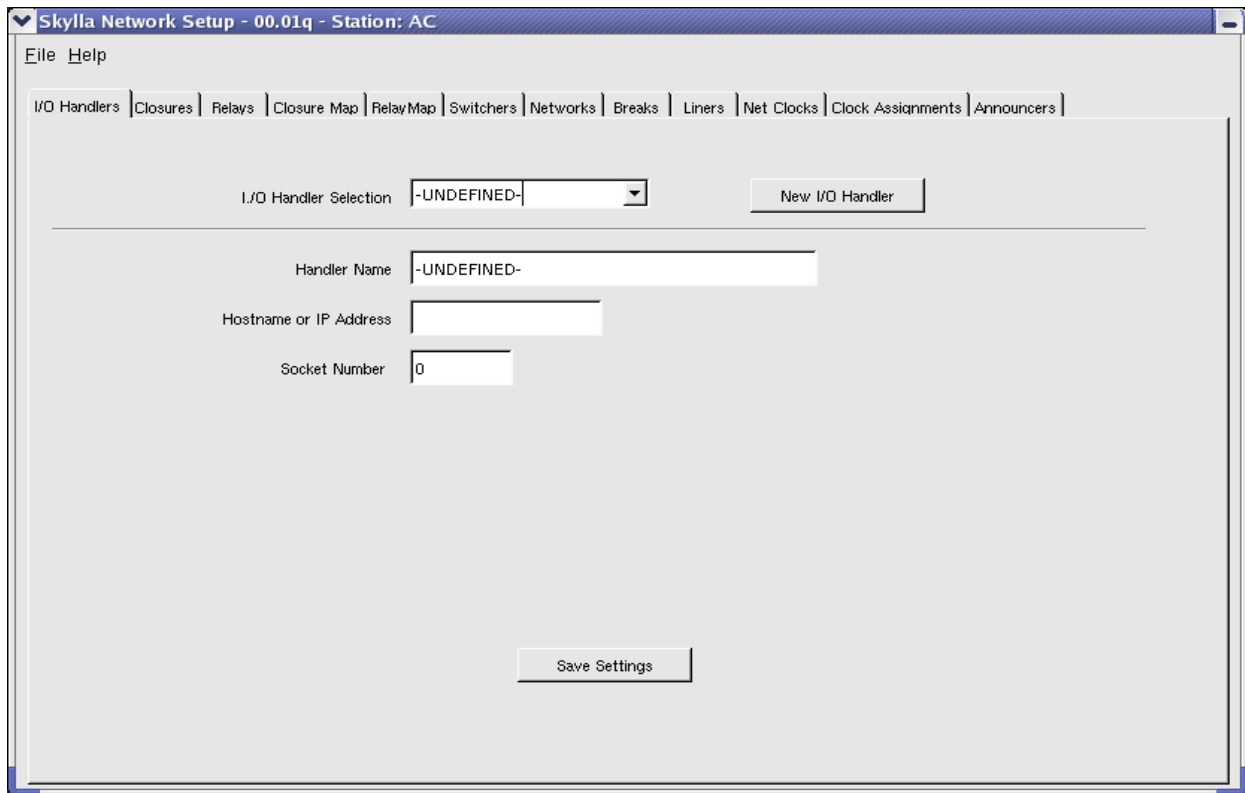 Skylla Network Setup - 00.01q - Station: AC
File Help
I/O Handlers Closures Relays Closure Map Relay Map Switchers Networks Breaks Liners Net Clocks Clock Assignments Announcers
I./O Handler Selection -UNDEFINED- New I/O Handler
Handler Name -UNDEFINED-
Hostname or IP Address
Socket Number 0
Save Settings